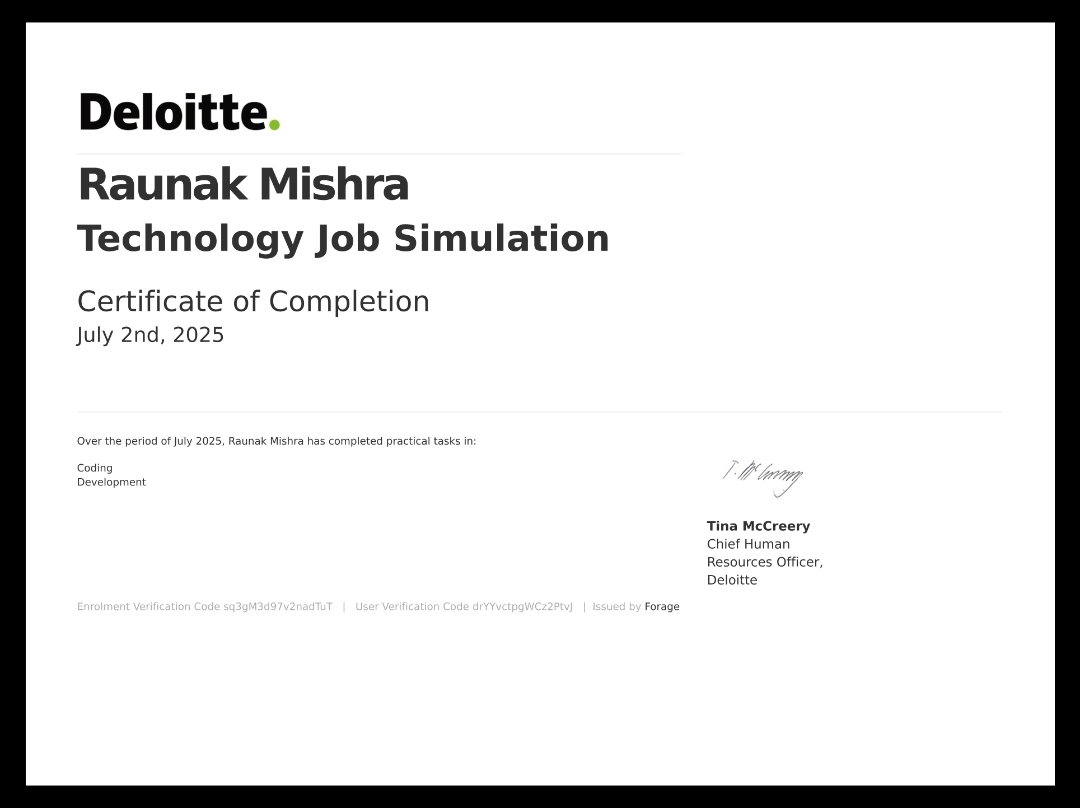 Deloitte.
Raunak Mishra
Technology Job Simulation
Certificate of Completion
July 2nd, 2025
Over the period of July 2025, Raunak Mishra has completed practical tasks in:
Coding
Development
T. McCreery
Tina McCreery
Chief Human
Resources Officer,
Deloitte
Enrolment Verification Code sq3gM3d97v2nadTuT | User Verification Code drYYvctpgWCz2PtvJ | Issued by Forage